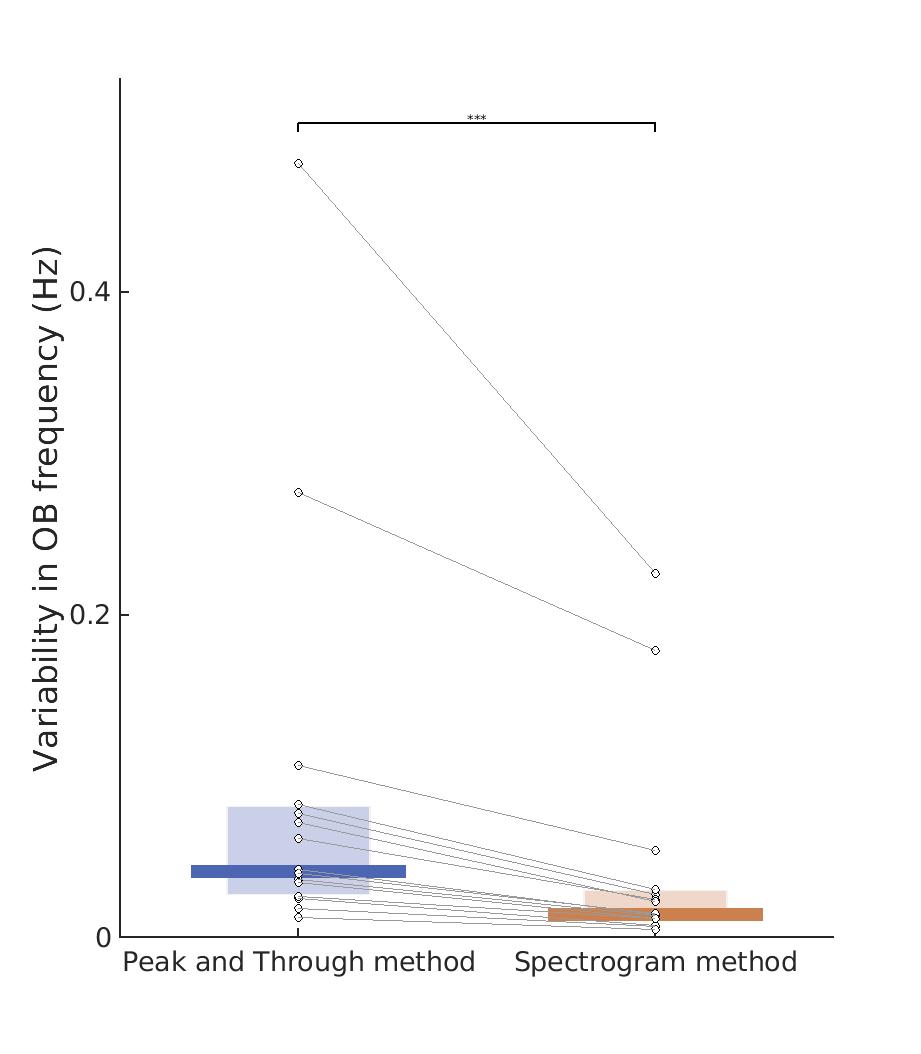 ***
Variability in OB frequency (Hz)
0.4
0.2
0
Peak and Through method
Spectrogram method